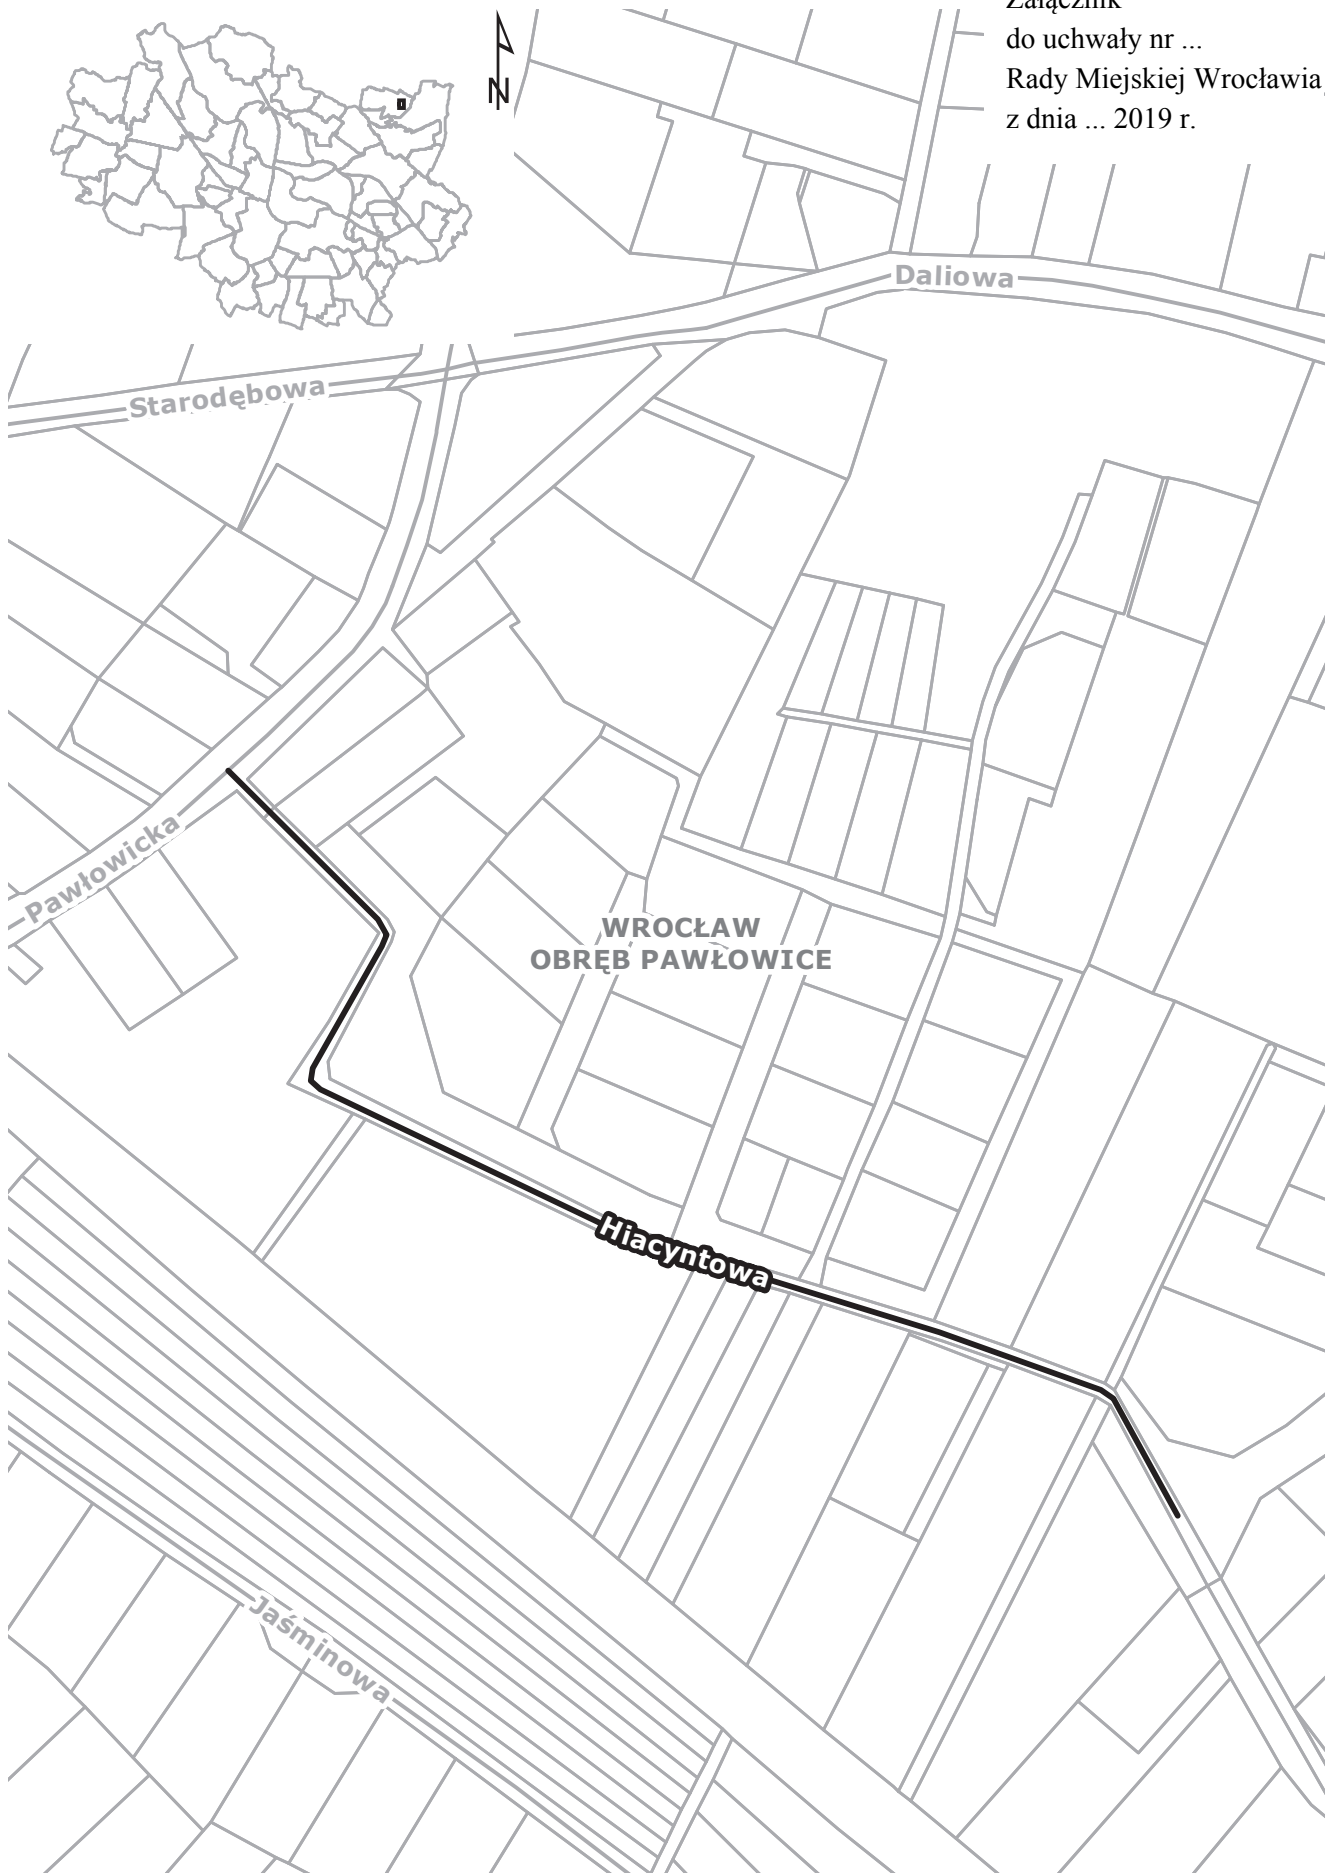 Załącznik
do uchwały nr ...
Rady Miejskiej Wrocławia
z dnia ... 2019 r.
N
Daliowa
Starodębowa
Pawłowicka
WROCŁAW
OBRĘB PAWŁOWICE
Hiacyntowa
Jaśminowa